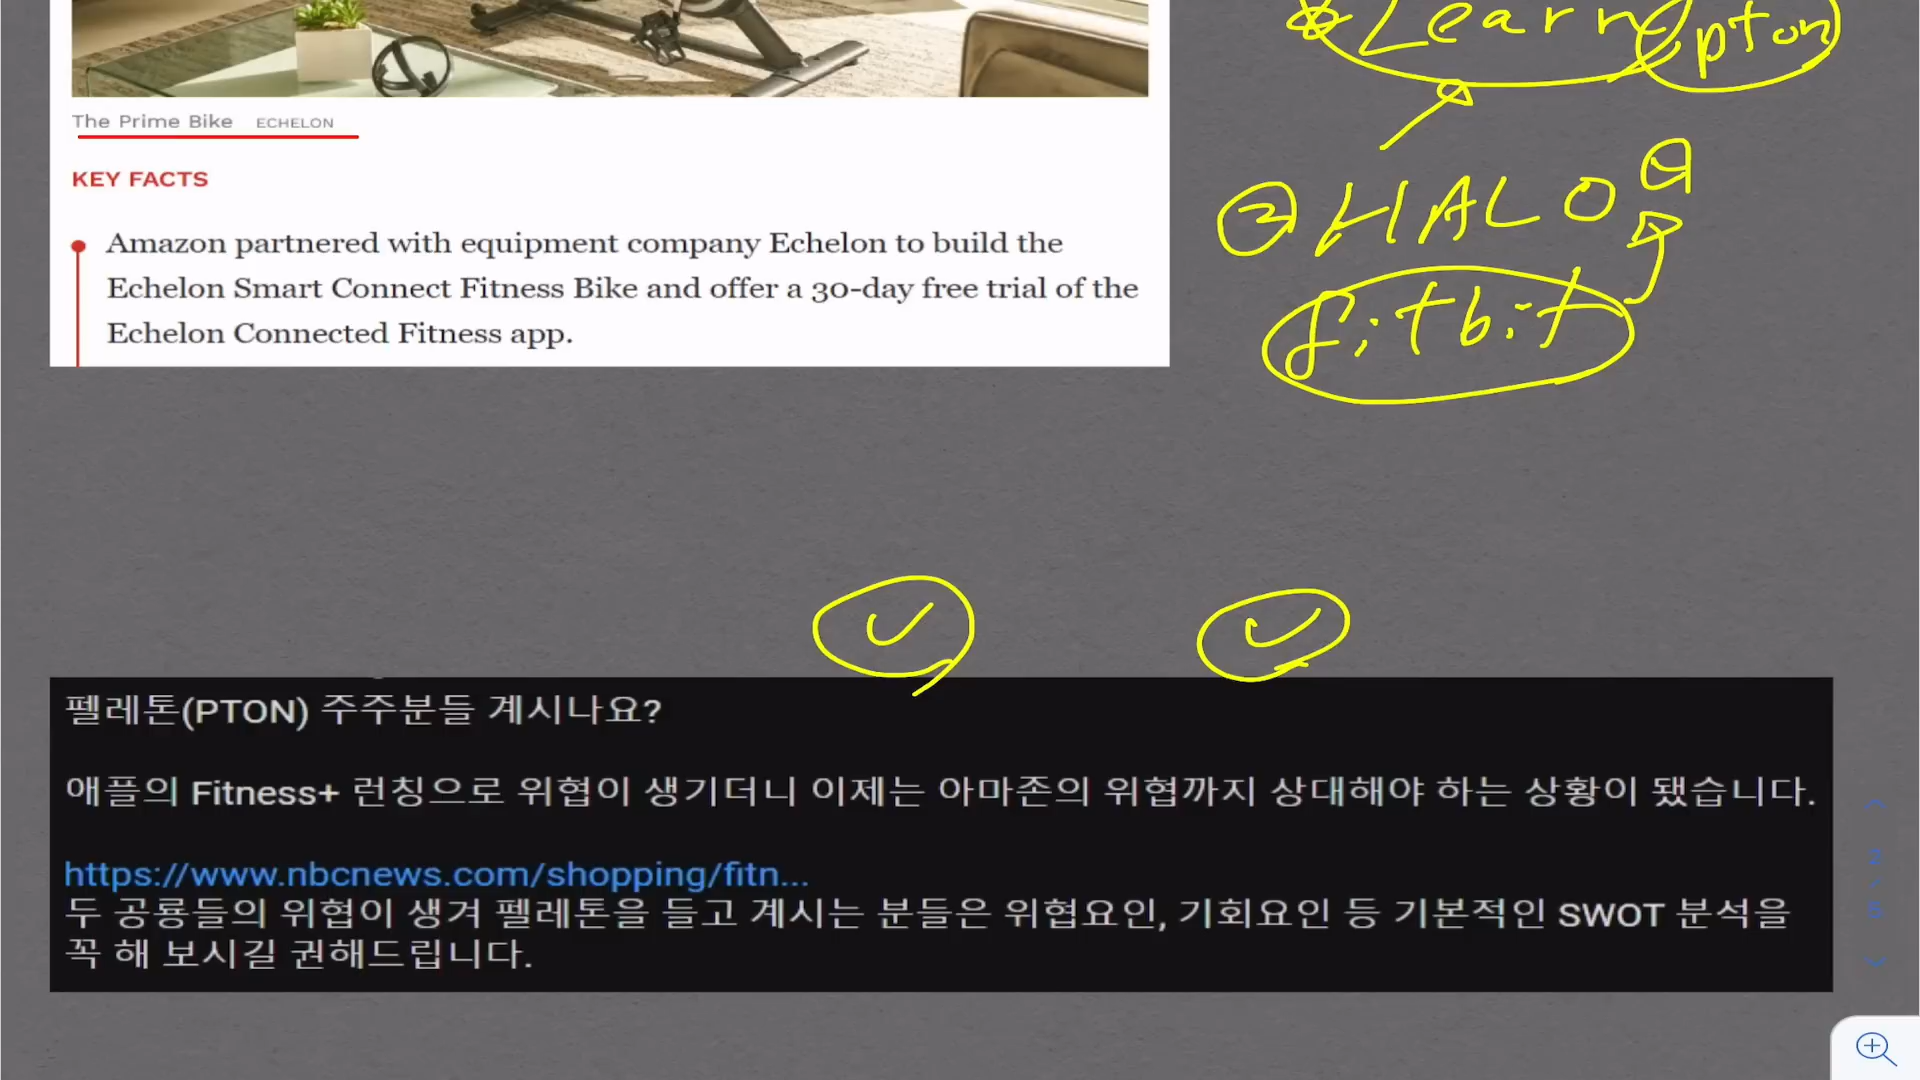 Learn
pton
The Prime Bike ECHELON
KEY FACTS
② HALO a
fitbit
Amazon partnered with equipment company Echelon to build the
Echelon Smart Connect Fitness Bike and offer a 30-day free trial of the
Echelon Connected Fitness app.
펠레톤(PTON) 주주분들 계시나요?
애플의 Fitness+ 런칭으로 위협이 생기더니 이제는 아마존의 위협까지 상대해야 하는 상황이 됐습니다.
https://www.nbcnews.com/shopping/fitn...
두 공룡들의 위협이 생겨 펠레톤을 들고 계시는 분들은 위협요인, 기회요인 등 기본적인 SWOT 분석을
꼭 해 보시길 권해드립니다.